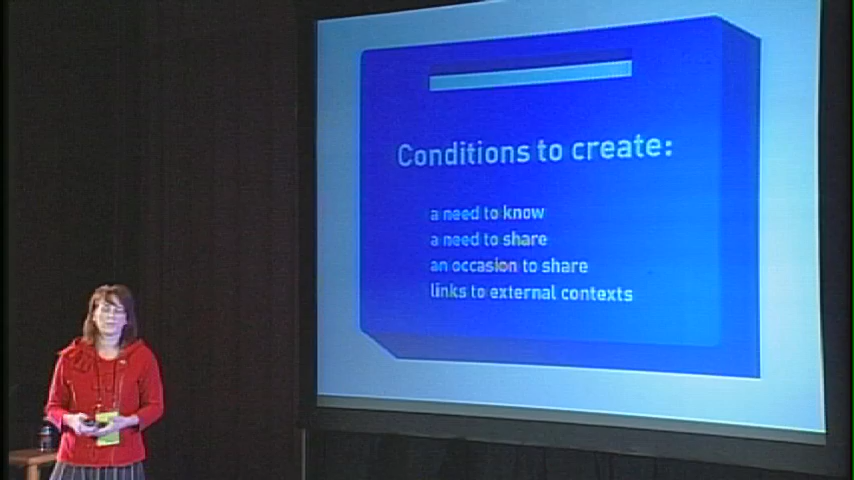 Conditions to create:
a need to know
a need to share
an occasion to share
links to external contexts